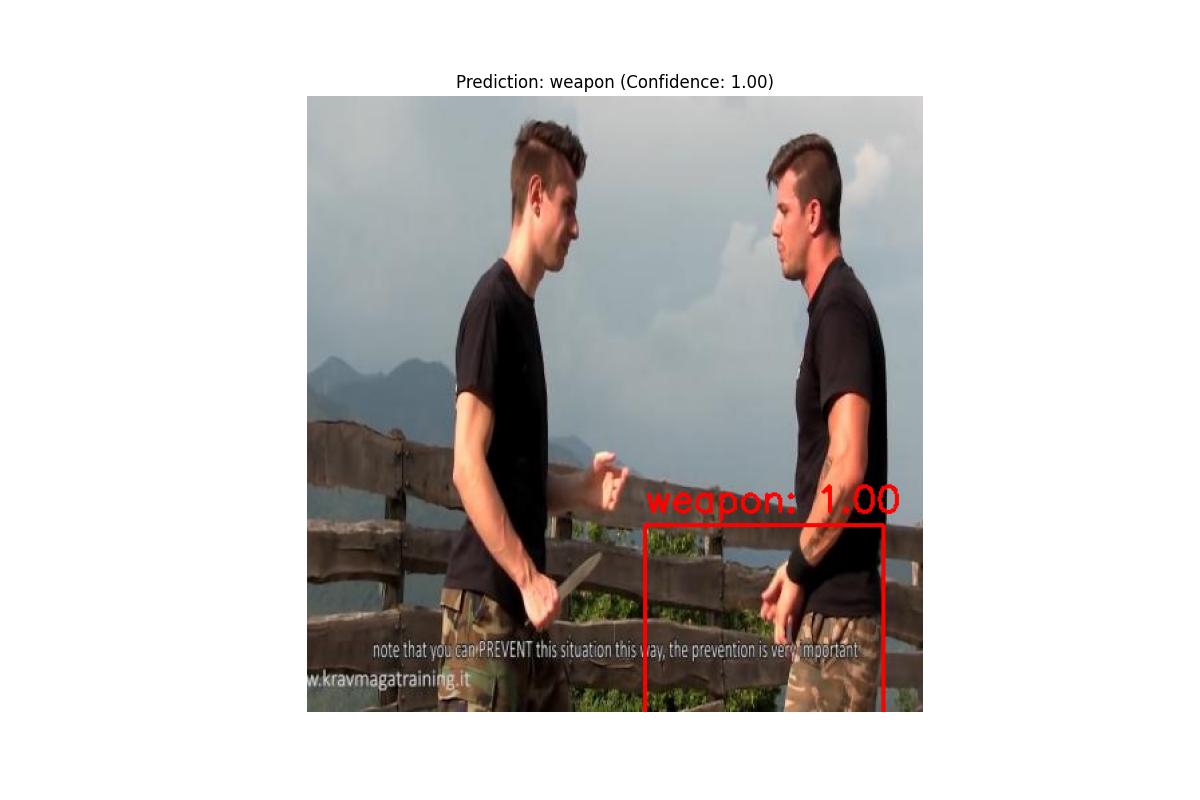 Prediction: weapon (Confidence: 1.00)
weapon: 1.00
note that you can PREVENT this situation this way, the prevention is very important
w.kravmagatraining.it